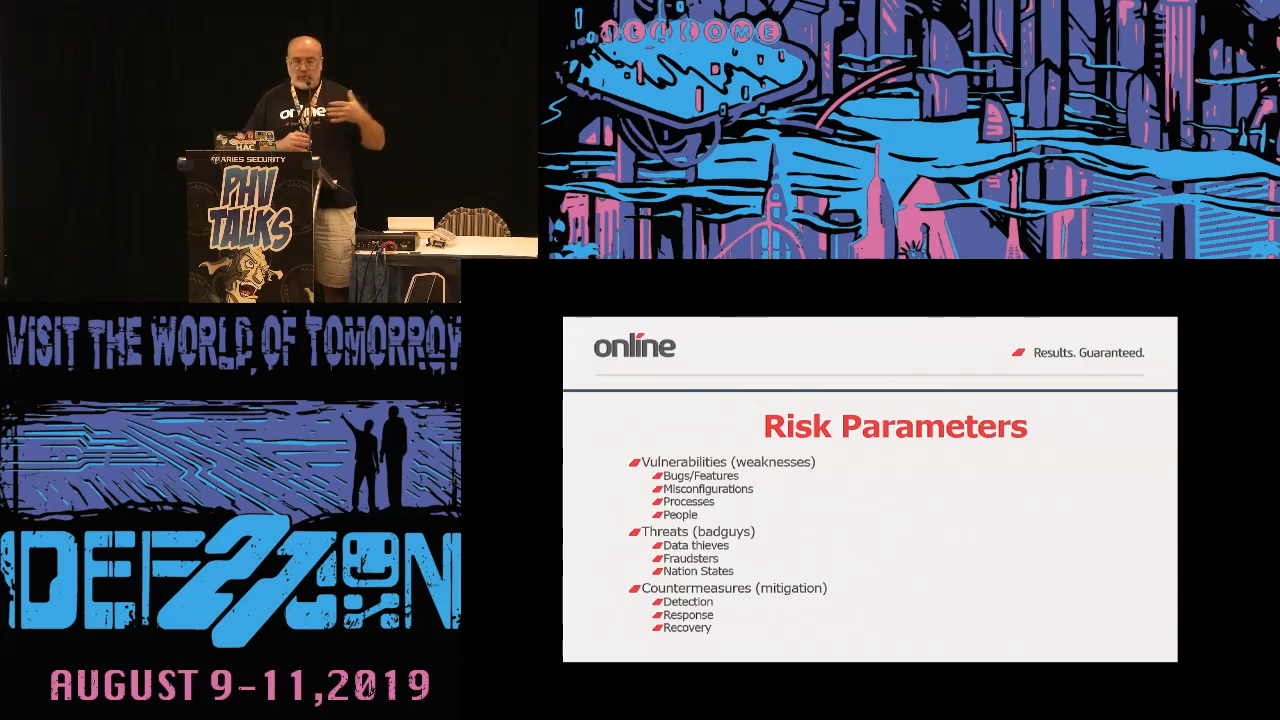 WELCOME
online
HAC
ARIES SECURITY
PHV
TALKS
VISIT THE WORLD OF TOMORROW
DEF CON
27
AUGUST 9-11,2019
online
Results. Guaranteed.
Risk Parameters
Vulnerabilities (weaknesses)
Bugs/Features
Misconfigurations
Processes
People
Threats (badguys)
Data thieves
Fraudsters
Nation States
Countermeasures (mitigation)
Detection
Response
Recovery